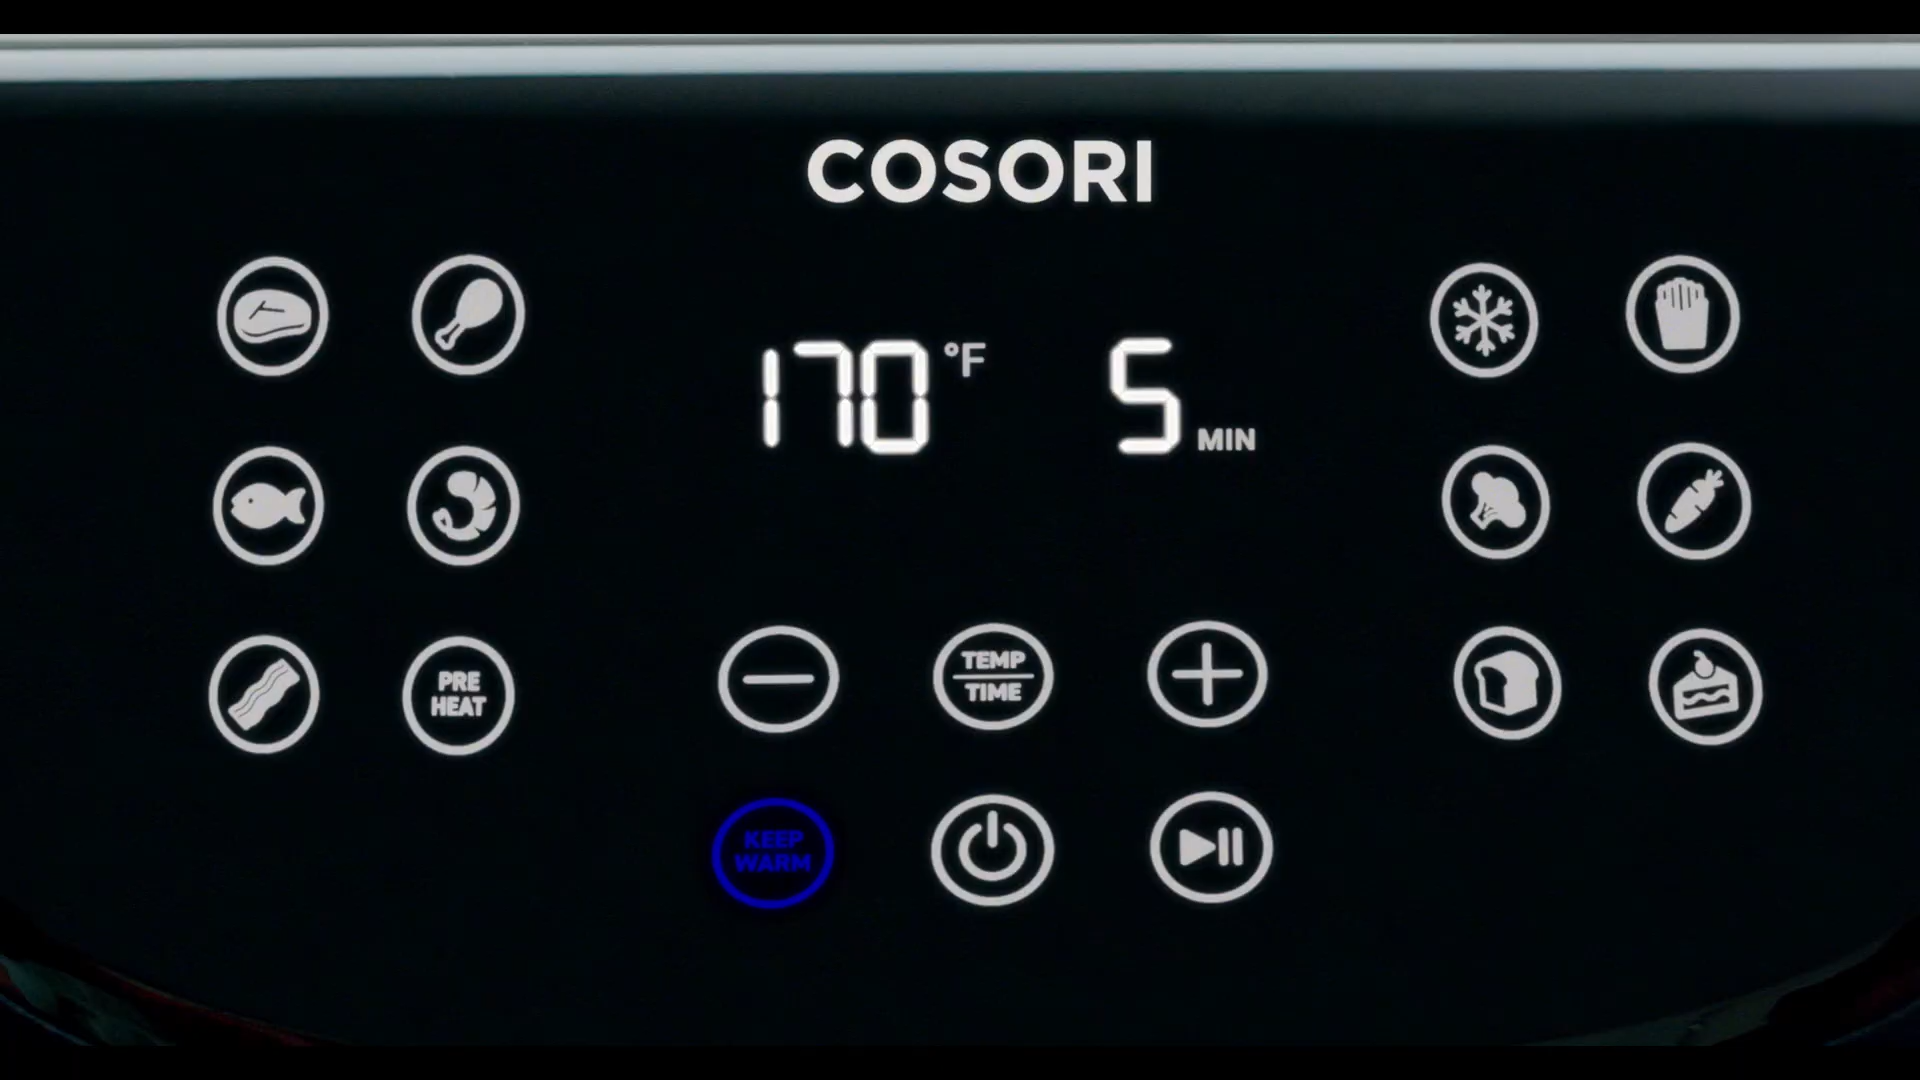 COSORI
170 °F 5 MIN
PRE
HEAT
TEMP
TIME
KEEP
WARM